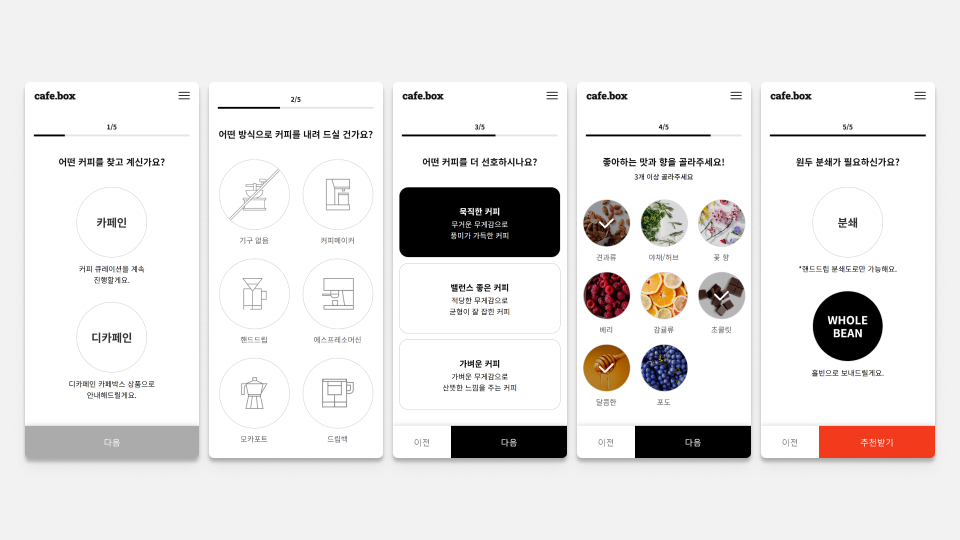 cafe.box
1/5
어떤 커피를 찾고 계신가요?
카페인
커피 큐레이션을 계속
진행할게요.
디카페인
디카페인 카페박스 상품으로
안내해드릴게요.
다음
2/5
어떤 방식으로 커피를 내려 드실 건가요?
기구 없음
커피메이커
핸드드립
에스프레소머신
모카포트
드립백
cafe.box
3/5
어떤 커피를 더 선호하시나요?
묵직한 커피
무거운 무게감으로
풍미가 가득한 커피
밸런스 좋은 커피
적당한 무게감으로
균형이 잘 잡힌 커피
가벼운 커피
가벼운 무게감으로
산뜻한 느낌을 주는 커피
이전
다음
cafe.box
4/5
좋아하는 맛과 향을 골라주세요!
3개 이상 골라주세요
견과류
야채/허브
꽃 향
베리
감귤류
초콜릿
달콤한
포도
이전
다음
cafe.box
5/5
원두 분쇄가 필요하신가요?
분쇄
*핸드드립 분쇄도로만 가능해요.
WHOLE
BEAN
홀빈으로 보내드릴게요.
이전
추천받기